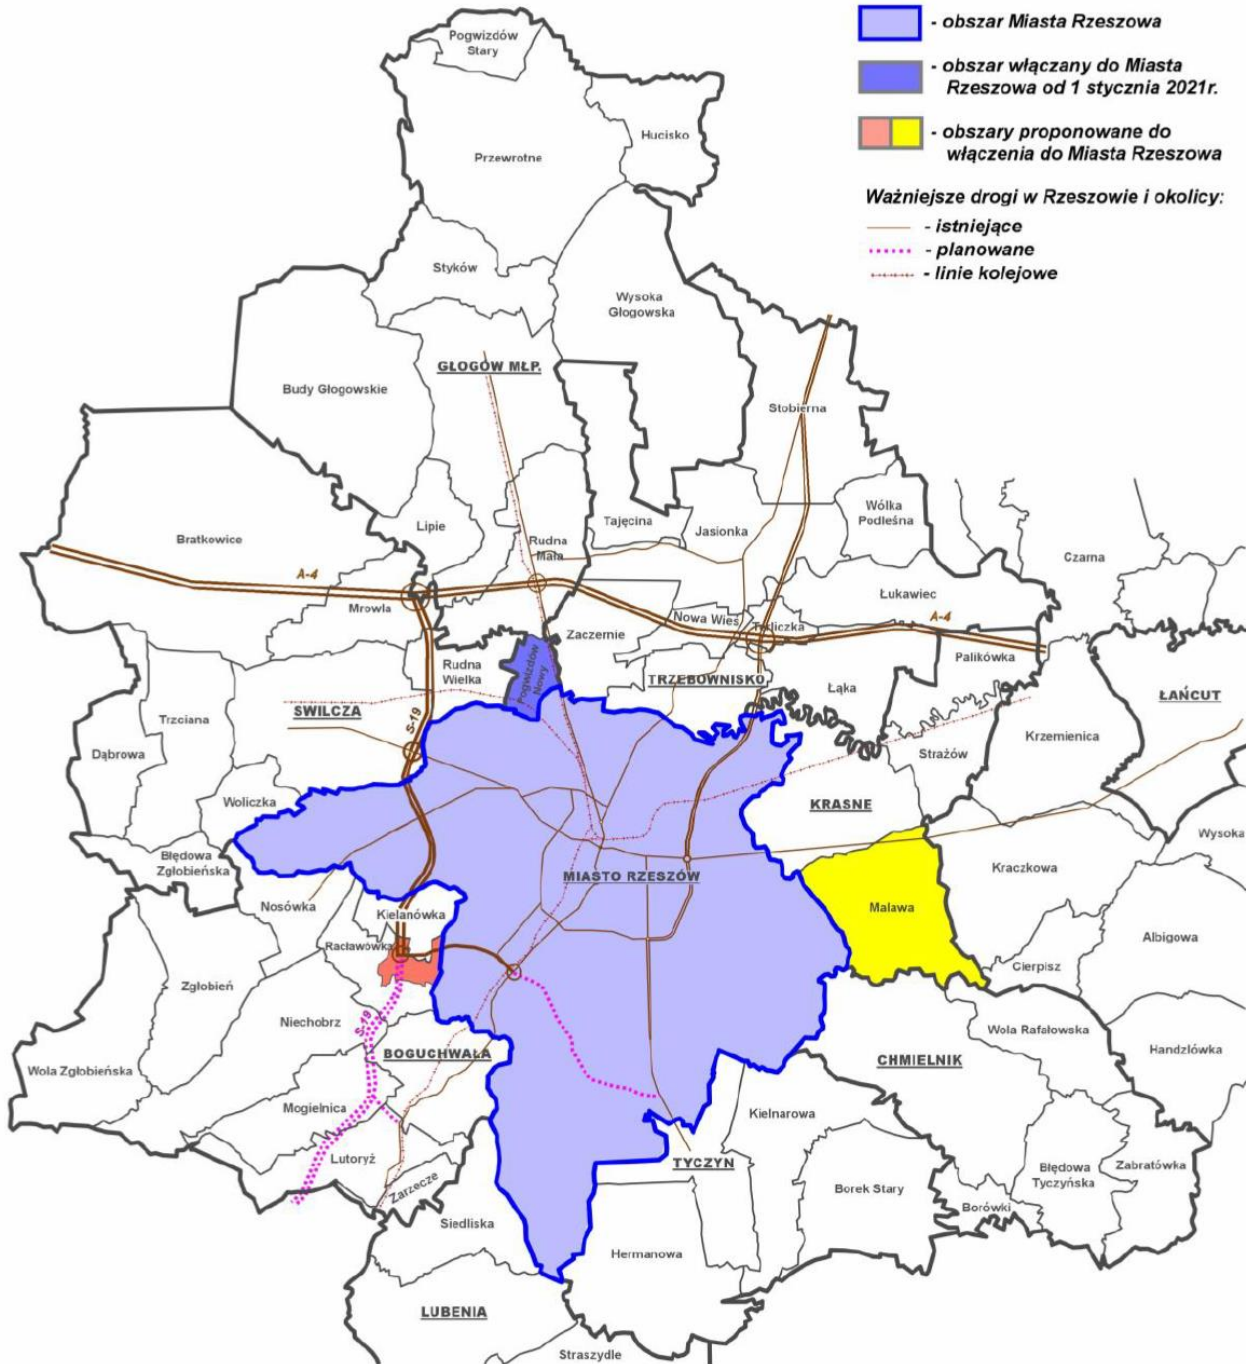 - obszar Miasta Rzeszowa
- obszar włączany do Miasta
Rzeszowa od 1 stycznia 2021r.
- obszary proponowane do
włączenia do Miasta Rzeszowa
Ważniejsze drogi w Rzeszowie i okolicy:
- istniejące
- planowane
- linie kolejowe
Pogwizdów
Stary
Hucisko
Przewrotne
Styków
Wysoka
Głogowska
GŁOGÓW MŁP.
Budy Głogowskie
Stobierna
Bratkowice
Lipie
Rudna
Mała
Tajęcina
Jasionka
Wólka
Podleśna
Czarna
A-4
Mrowla
Łukawiec
Nowa Wieś
Terliczka
A-4
Zaczernie
Palikówka
Rudna
Wielka
Pogwizdów
Nowy
TRZEBOWNISKO
Łąka
ŁAŃCUT
Trzciana
ŚWILCZA
S-19
Krzemienica
Strażów
Dąbrowa
Woliczka
KRASNE
Wysoka
Błędowa
Zgłobieńska
Kraczkowa
MIASTO RZESZÓW
Nosówka
Kielanówka
Malawa
Racławówka
Albigowa
Cierpisz
Zgłobień
Niechobrz
S-19
Wola Rafałowska
BOGUCHWAŁA
CHMIELNIK
Handzlówka
Wola Zgłobieńska
Mogielnica
Kielnarowa
Lutoryż
TYCZYN
Błędowa
Tyczyńska
Zabratówka
Zarzecze
Borek Stary
Borówki
Siedliska
Hermanowa
LUBENIA
Straszydle